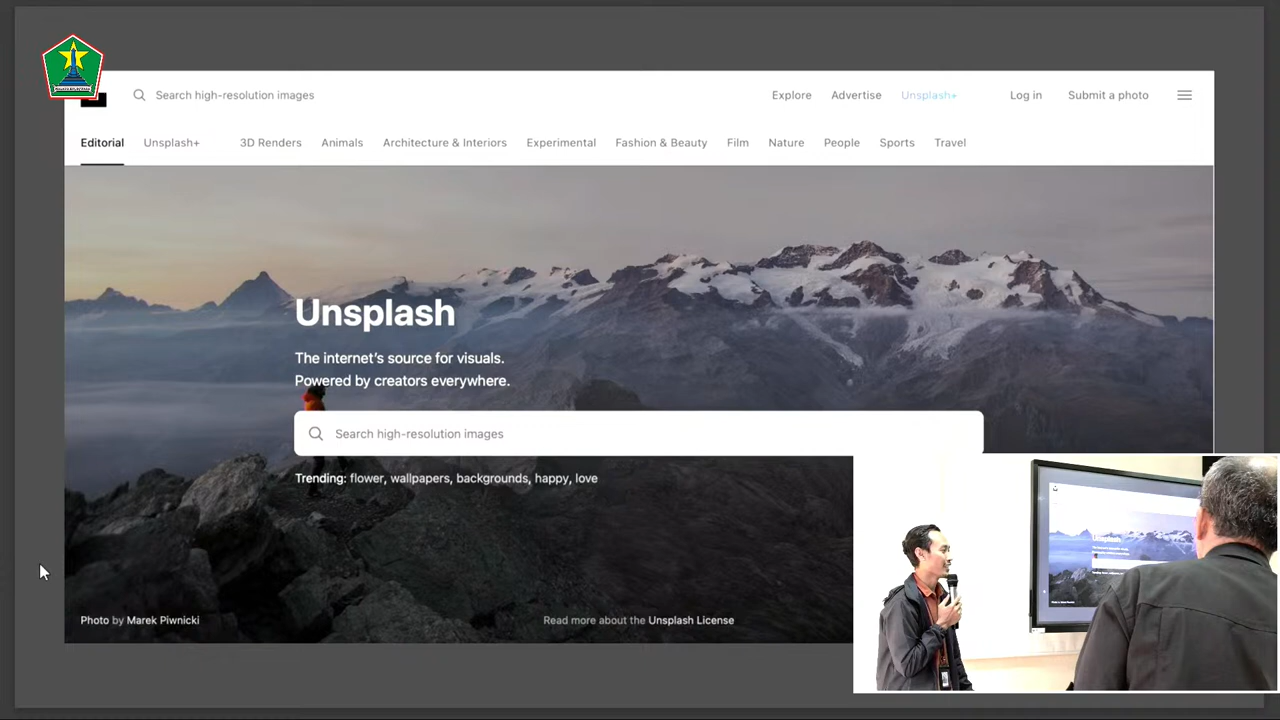 Search high-resolution images
Explore Advertise Unsplash+ Log in Submit a photo
Editorial Unsplash+ 3D Renders Animals Architecture & Interiors Experimental Fashion & Beauty Film Nature People Sports Travel
Unsplash
The internet's source for visuals.
Powered by creators everywhere.
Search high-resolution images
Trending: flower, wallpapers, backgrounds, happy, love
Photo by Marek Piwnicki
Read more about the Unsplash License
Unsplash